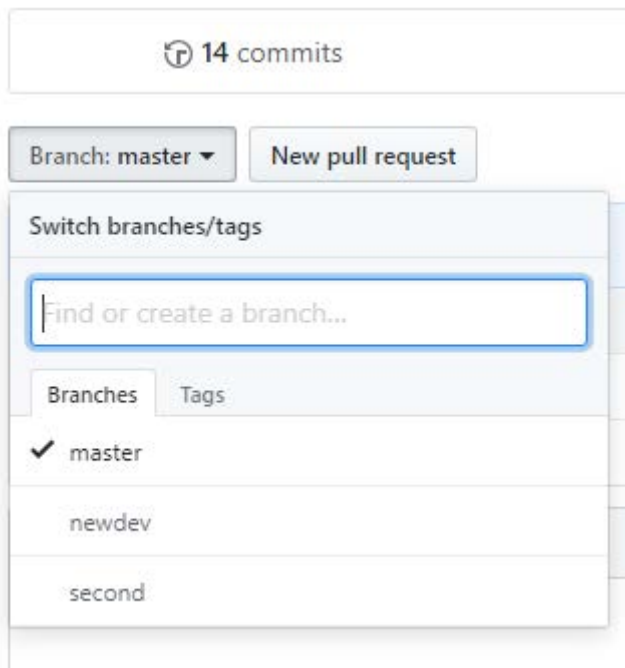 14 commits
Branch: master New pull request
Switch branches/tags
Find or create a branch...
Branches Tags
master
newdev
second